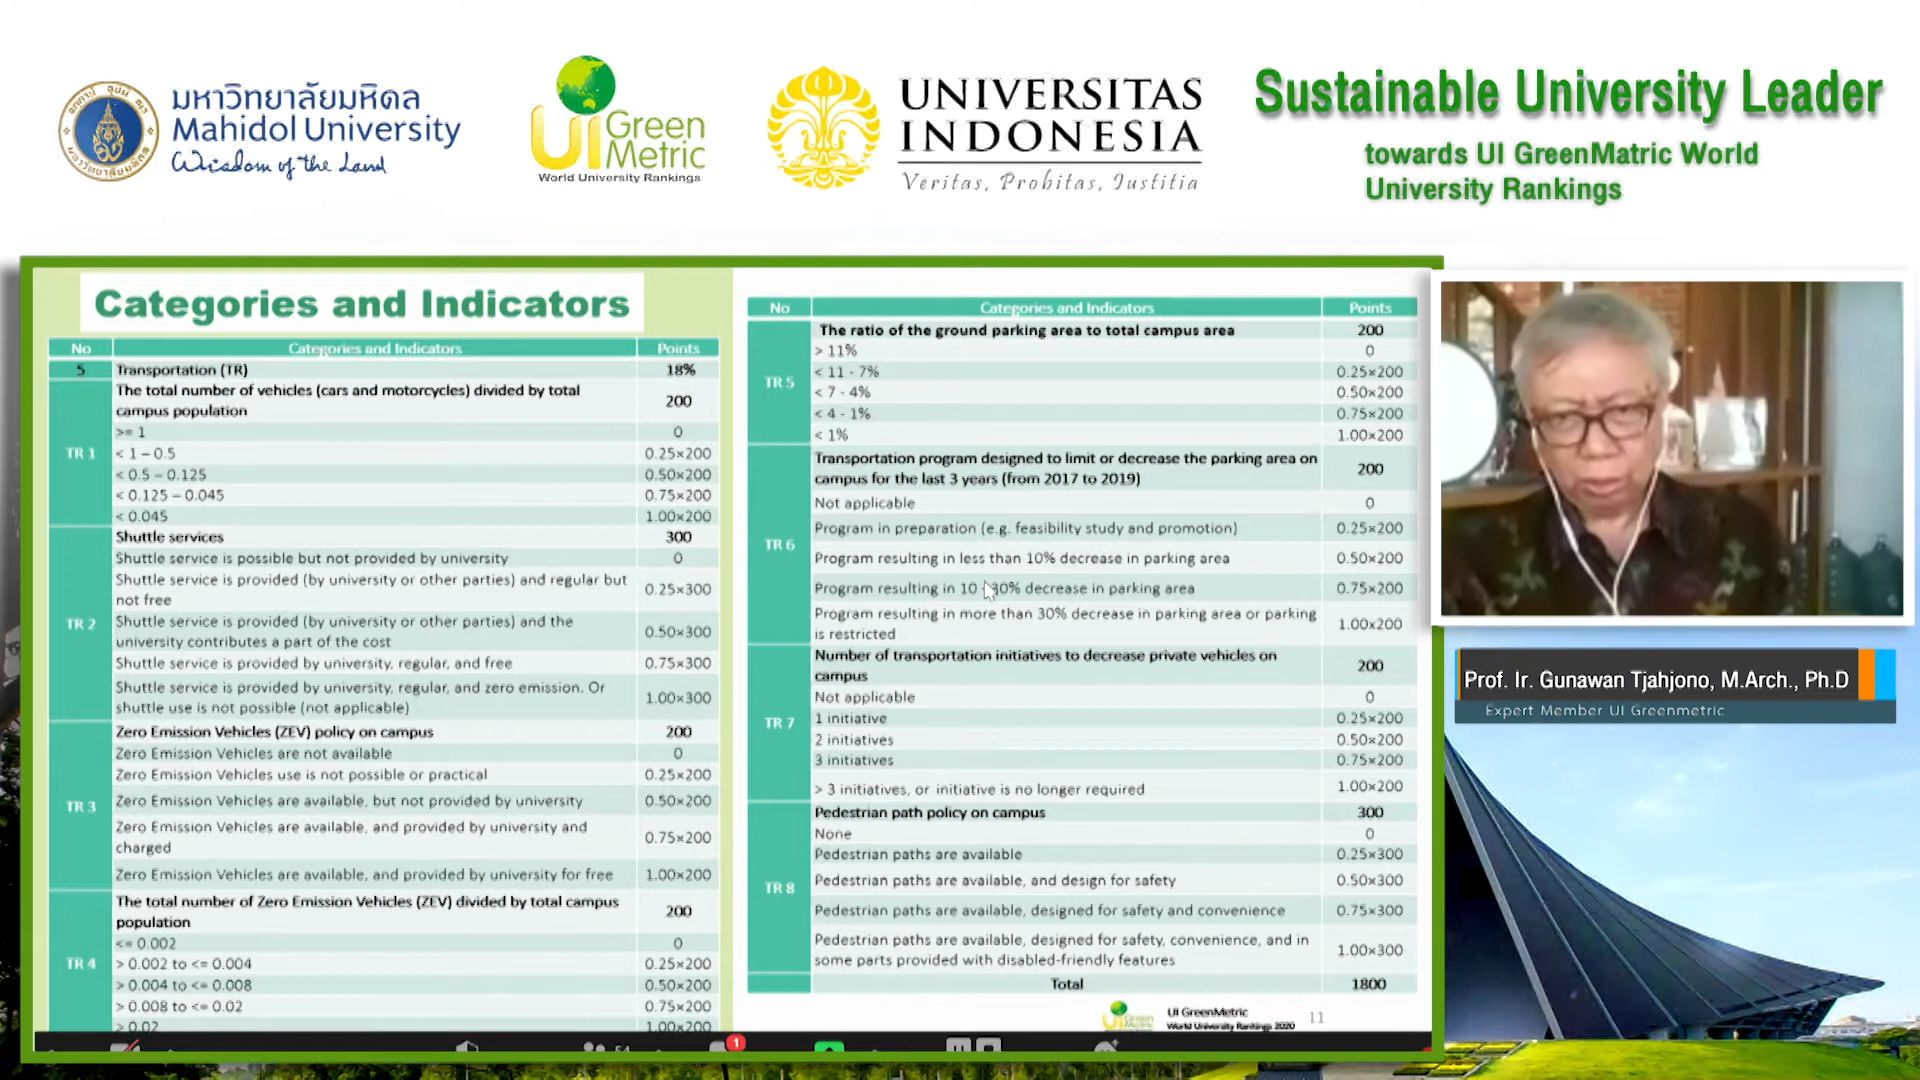 มหาวิทยาลัยมหิดล
Mahidol University
Wisdom of the Land
UI Green
Metric
World University Rankings
UNIVERSITAS
INDONESIA
Veritas, Probitas, Iustitia
Sustainable University Leader
towards UI GreenMatric World
University Rankings
Categories and Indicators
No Categories and Indicators Points
5 Transportation (TR) 18%
TR 1
The total number of vehicles (cars and motorcycles) divided by total
campus population 200
>= 1 0
< 1 – 0.5 0.25×200
< 0.5 – 0.125 0.50×200
< 0.125 – 0.045 0.75×200
< 0.045 1.00×200
TR 2
Shuttle services 300
Shuttle service is possible but not provided by university 0
Shuttle service is provided (by university or other parties) and regular but
not free 0.25×300
Shuttle service is provided (by university or other parties) and the
university contributes a part of the cost 0.50×300
Shuttle service is provided by university, regular, and free 0.75×300
Shuttle service is provided by university, regular, and zero emission. Or
shuttle use is not possible (not applicable) 1.00×300
TR 3
Zero Emission Vehicles (ZEV) policy on campus 200
Zero Emission Vehicles are not available 0
Zero Emission Vehicles use is not possible or practical 0.25×200
Zero Emission Vehicles are available, but not provided by university 0.50×200
Zero Emission Vehicles are available, and provided by university and
charged 0.75×200
Zero Emission Vehicles are available, and provided by university for free 1.00×200
TR 4
The total number of Zero Emission Vehicles (ZEV) divided by total campus
population 200
<= 0.002 0
> 0.002 to <= 0.004 0.25×200
> 0.004 to <= 0.008 0.50×200
> 0.008 to <= 0.02 0.75×200
> 0.02 1.00×200
No Categories and Indicators Points
TR 5
The ratio of the ground parking area to total campus area 200
> 11% 0
< 11 - 7% 0.25×200
< 7 - 4% 0.50×200
< 4 - 1% 0.75×200
< 1% 1.00×200
TR 6
Transportation program designed to limit or decrease the parking area on
campus for the last 3 years (from 2017 to 2019) 200
Not applicable 0
Program in preparation (e.g. feasibility study and promotion) 0.25×200
Program resulting in less than 10% decrease in parking area 0.50×200
Program resulting in 10 30% decrease in parking area 0.75×200
Program resulting in more than 30% decrease in parking area or parking
is restricted 1.00x200
TR 7
Number of transportation initiatives to decrease private vehicles on
campus 200
Not applicable 0
1 initiative 0.25×200
2 initiatives 0.50×200
3 initiatives 0.75×200
> 3 initiatives, or initiative is no longer required 1.00×200
TR 8
Pedestrian path policy on campus 300
None 0
Pedestrian paths are available 0.25×300
Pedestrian paths are available, and design for safety 0.50×300
Pedestrian paths are available, designed for safety and convenience 0.75×300
Pedestrian paths are available, designed for safety, convenience, and in
some parts provided with disabled-friendly features 1.00×300
Total 1800
UI Green
Metric
UI GreenMetric
World University Rankings 2020
11
54
1
Prof. Ir. Gunawan Tjahjono, M.Arch., Ph.D
Expert Member UI Greenmetric